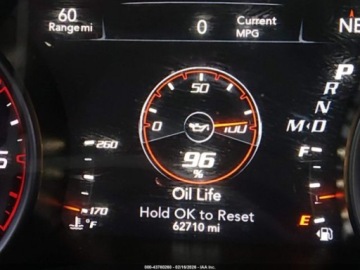 60
Range mi
0
Current
MPG
NE
P
R
N
M/D
0 50 100
96
%
260
170
°F
Oil Life
Hold OK to Reset
62710 mi
F
E